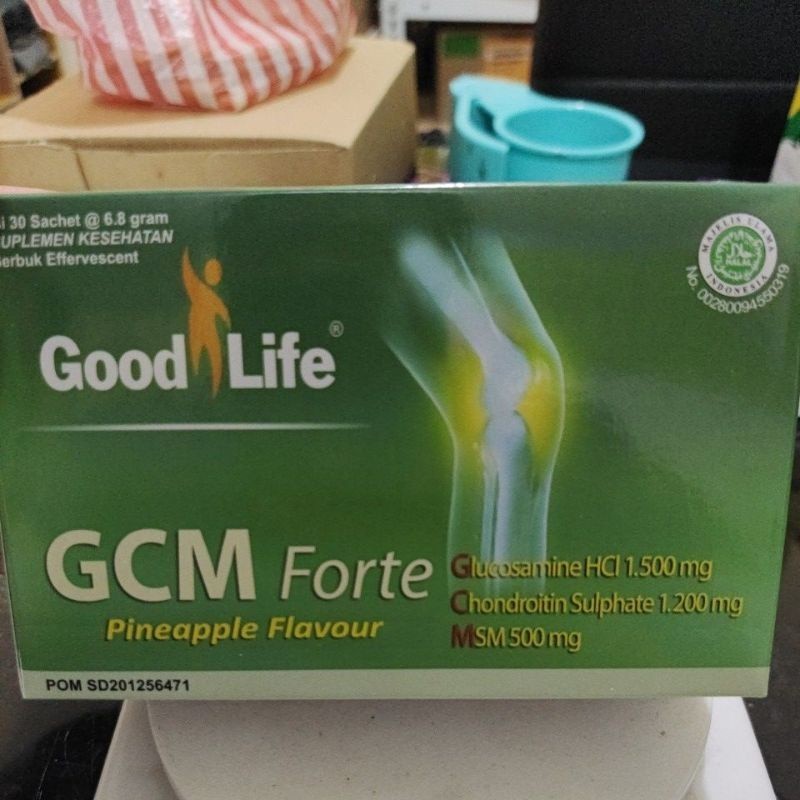 i 30 Sachet @ 6.8 gram
UPLEMEN KESEHATAN
erbuk Effervescent
MAJELIS ULAMA
HALAL
INDONESIA
No. 00280094550319
Good Life®
GCM Forte
Pineapple Flavour
Glucosamine HCl 1.500 mg
Chondroitin Sulphate 1.200 mg
MSM 500 mg
POM SD201256471